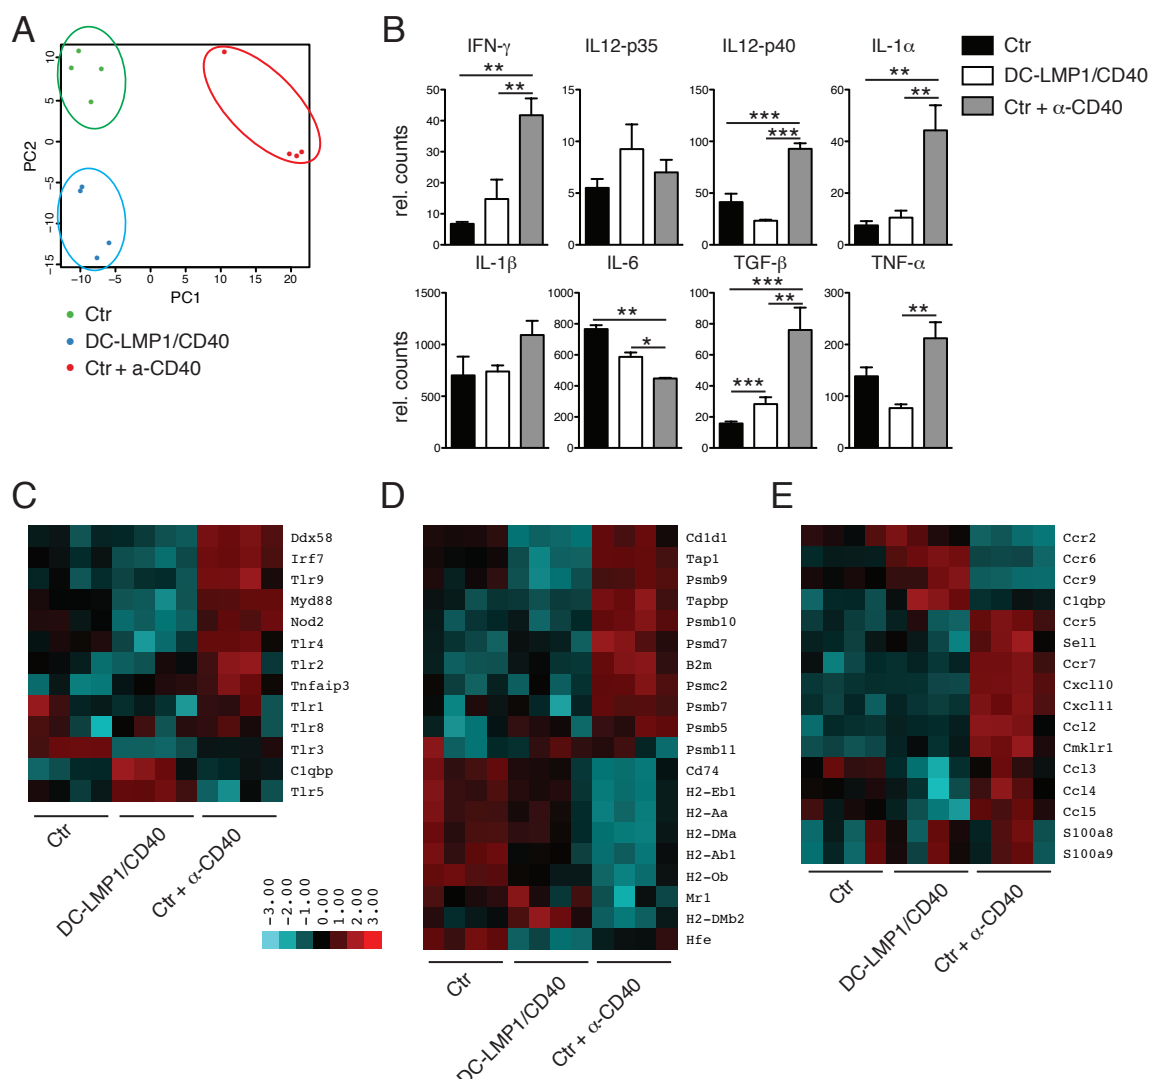 A
10
5
0
−5
−10
−15
PC2
−10
−5
0
5
10
15
20
PC1
Ctr
DC-LMP1/CD40
Ctr + a-CD40
B
IFN-γ
IL12-p35
IL12-p40
IL-1α
Ctr
DC-LMP1/CD40
Ctr + α-CD40
rel. counts
50
40
30
20
10
0
**
**
15
10
5
0
150
100
50
0
***
***
80
60
40
20
0
**
**
IL-1β
IL-6
TGF-β
TNF-α
rel. counts
1500
1000
500
0
1000
800
600
400
200
0
**
*
100
80
60
40
20
0
***
**
***
300
200
100
0
**
C
Ddx58
Irf7
Tlr9
Myd88
Nod2
Tlr4
Tlr2
Tnfaip3
Tlr1
Tlr8
Tlr3
C1qbp
Tlr5
Ctr
DC-LMP1/CD40
Ctr + α-CD40
−3.00
−2.00
−1.00
0.00
1.00
2.00
3.00
D
Cd1d1
Tap1
Psmb9
Tapbp
Psmb10
Psmd7
B2m
Psmc2
Psmb7
Psmb5
Psmb11
Cd74
H2−Eb1
H2−Aa
H2−DMa
H2−Ab1
H2−Ob
Mr1
H2−DMb2
Hfe
Ctr
DC-LMP1/CD40
Ctr + α-CD40
E
Ccr2
Ccr6
Ccr9
C1qbp
Ccr5
Sell
Ccr7
Cxcl10
Cxcl11
Ccl2
Cmklr1
Ccl3
Ccl4
Ccl5
S100a8
S100a9
Ctr
DC-LMP1/CD40
Ctr + α-CD40